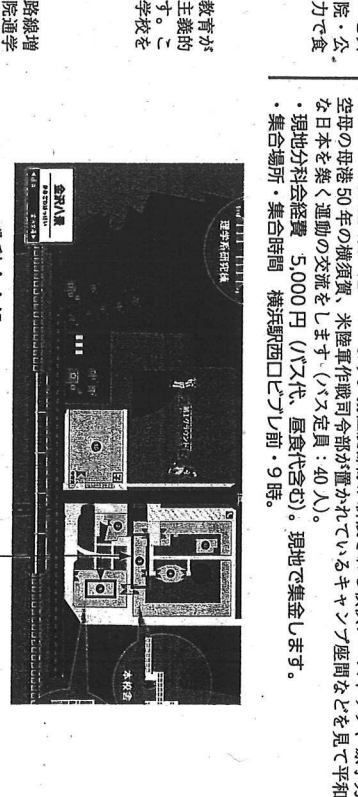 院・公
力で食
教育が
主義的
す。こ
学校を
路線増
院通学
空母の母港50年の横須賀、米陸軍作戦司令部が置かれているキャンプ座間などを見て平和
な日本を築く運動の交流をします（バス定員：40人）。
・現地分科会経費　5,000円（バス代、昼食代含む）。現地で集金します。
・集合場所・集合時間　横浜駅西口ビブレ前・9時。
理学系研究棟
本校舎
金沢八景